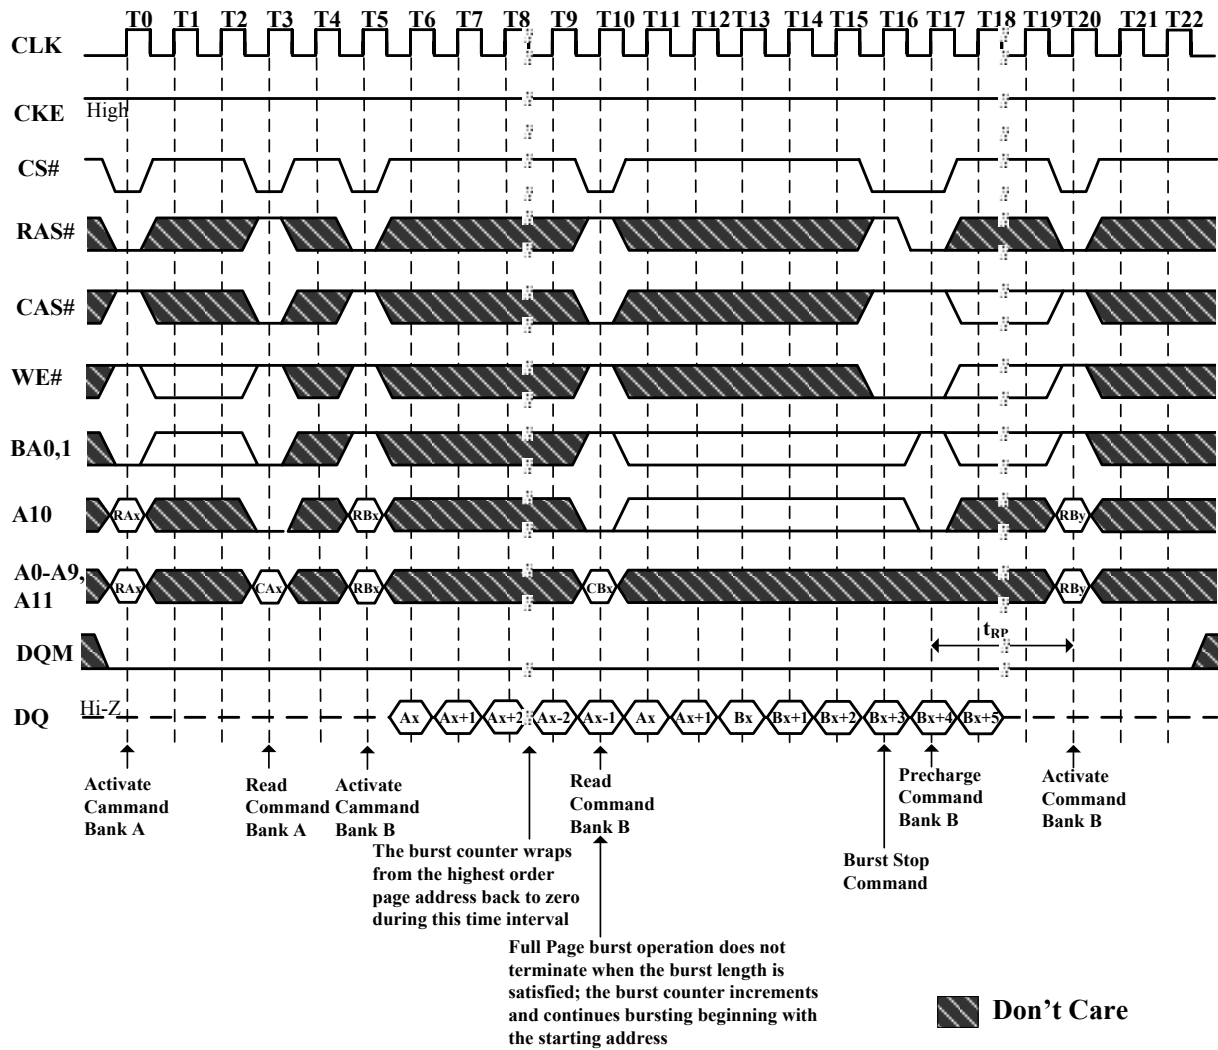 T0 T1 T2 T3 T4 T5 T6 T7 T8 T9 T10 T11 T12 T13 T14 T15 T16 T17 T18 T19 T20 T21 T22
CLK
CKE High
CS#
RAS#
CAS#
WE#
BA0,1
A10 RAx RBx RBy
A0-A9,
A11
RAx CAx RBx CBx RBy
tRP
DQM
DQ Hi-Z Ax Ax+1 Ax+2 Ax-2 Ax-1 Ax Ax+1 Bx Bx+1 Bx+2 Bx+3 Bx+4 Bx+5
Activate
Cammand
Bank A
Read
Command
Bank A
Activate
Cammand
Bank B
The burst counter wraps
from the highest order
page address back to zero
during this time interval
Read
Command
Bank B
Full Page burst operation does not
terminate when the burst length is
satisfied; the burst counter increments
and continues bursting beginning with
the starting address
Burst Stop
Command
Precharge
Command
Bank B
Activate
Command
Bank B
Don't Care